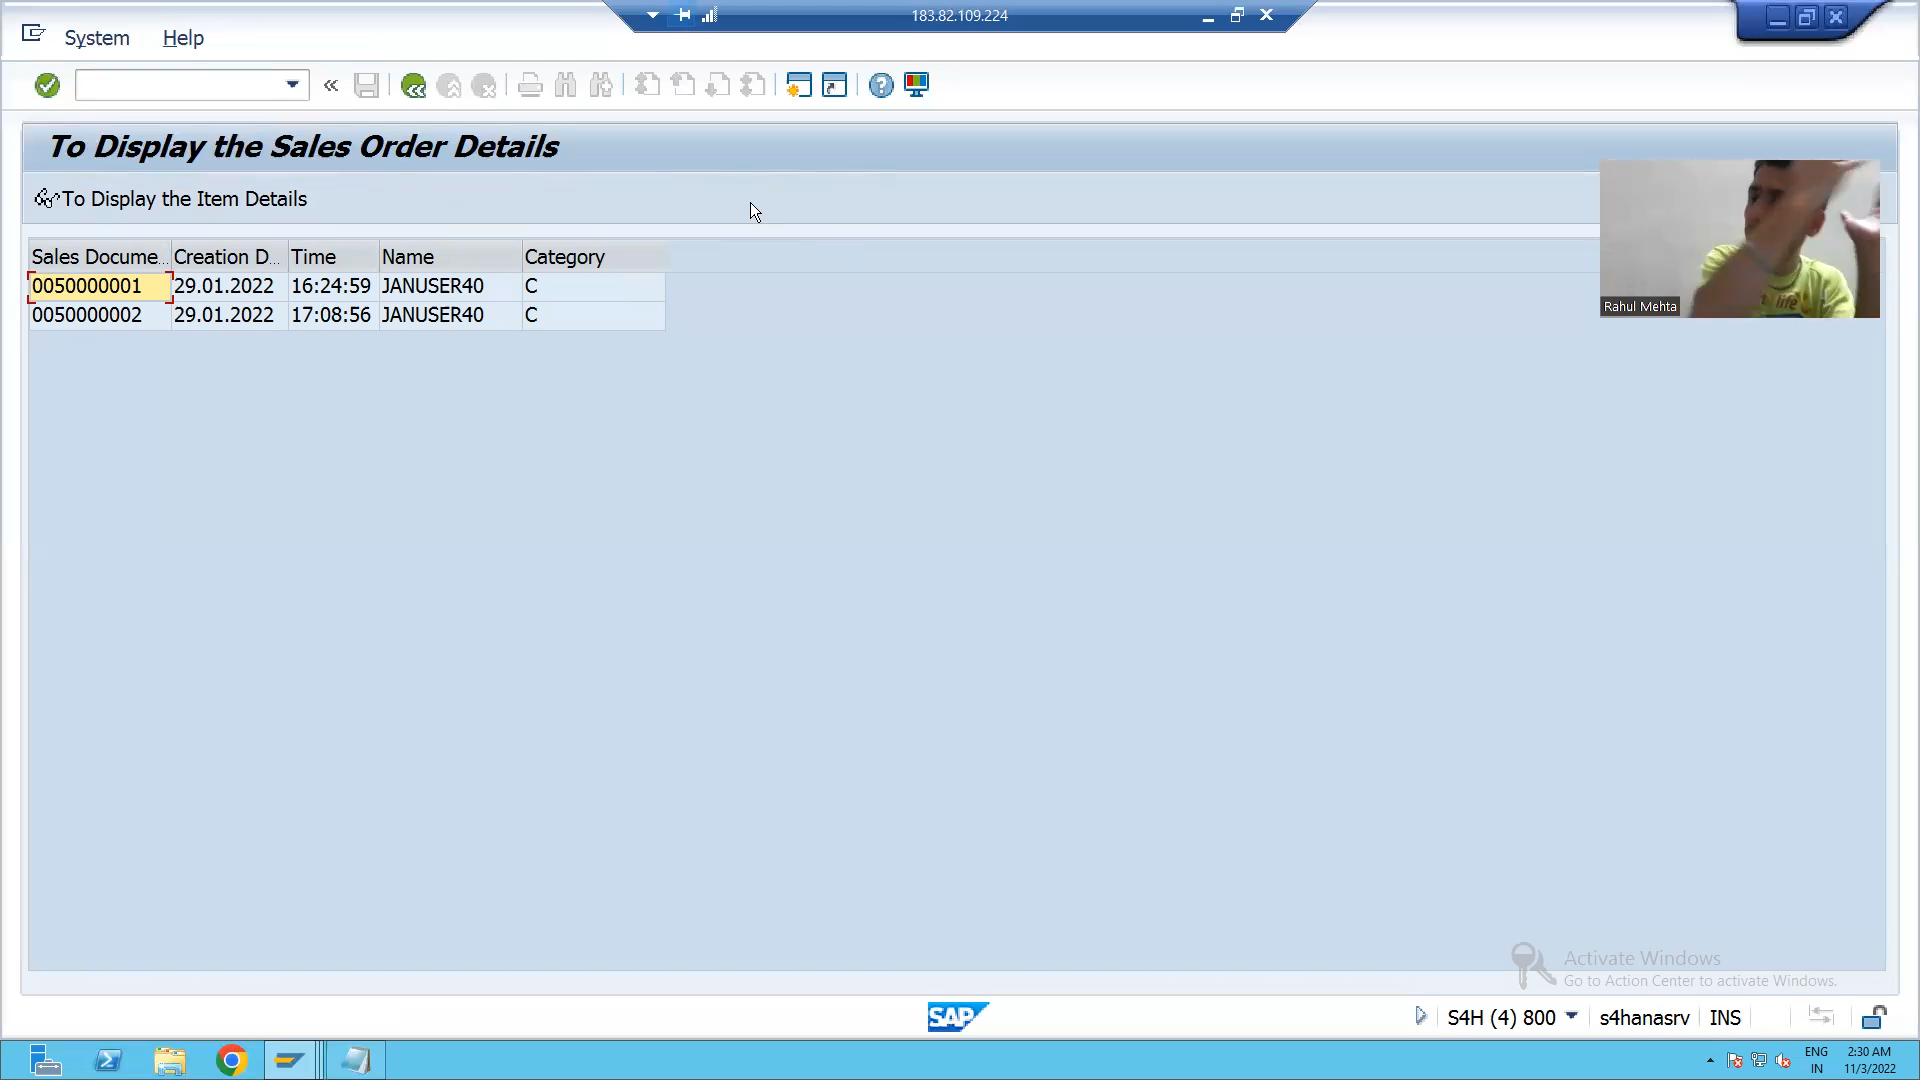 183.82.109.224
System Help
To Display the Sales Order Details
To Display the Item Details
Sales Docume... Creation D... Time Name Category
0050000001 29.01.2022 16:24:59 JANUSER40 C
0050000002 29.01.2022 17:08:56 JANUSER40 C
life
Rahul Mehta
Activate Windows
Go to Action Center to activate Windows.
SAP
S4H (4) 800 s4hanasrv INS
ENG 2:30 AM
IN 11/3/2022